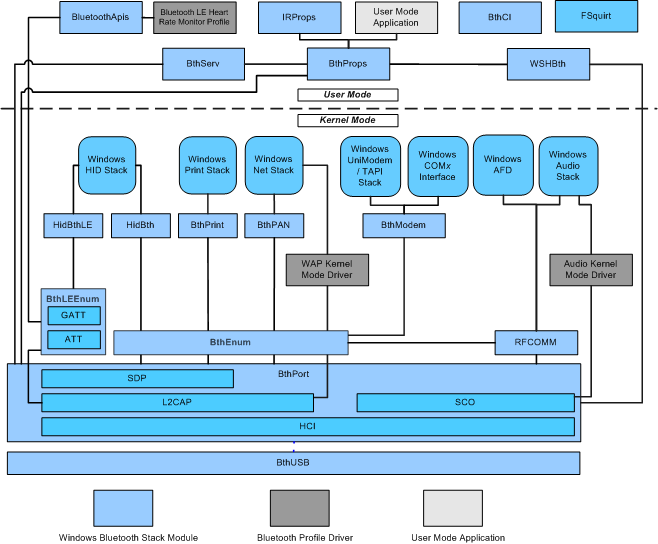 BluetoothApis
Bluetooth LE Heart
Rate Monitor Profile
IRProps
User Mode
Application
BthCI
FSquirt
BthServ
BthProps
WSHBth
User Mode
Kernel Mode
Windows
HID Stack
Windows
Print Stack
Windows
Net Stack
Windows
UniModem
/ TAPI
Stack
Windows
COMx
Interface
Windows
AFD
Windows
Audio
Stack
HidBthLE
HidBth
BthPrint
BthPAN
BthModem
WAP Kernel
Mode Driver
Audio Kernel
Mode Driver
BthLEEnum
GATT
ATT
BthEnum
RFCOMM
BthPort
SDP
L2CAP
SCO
HCI
BthUSB
Windows Bluetooth Stack Module
Bluetooth Profile Driver
User Mode Application